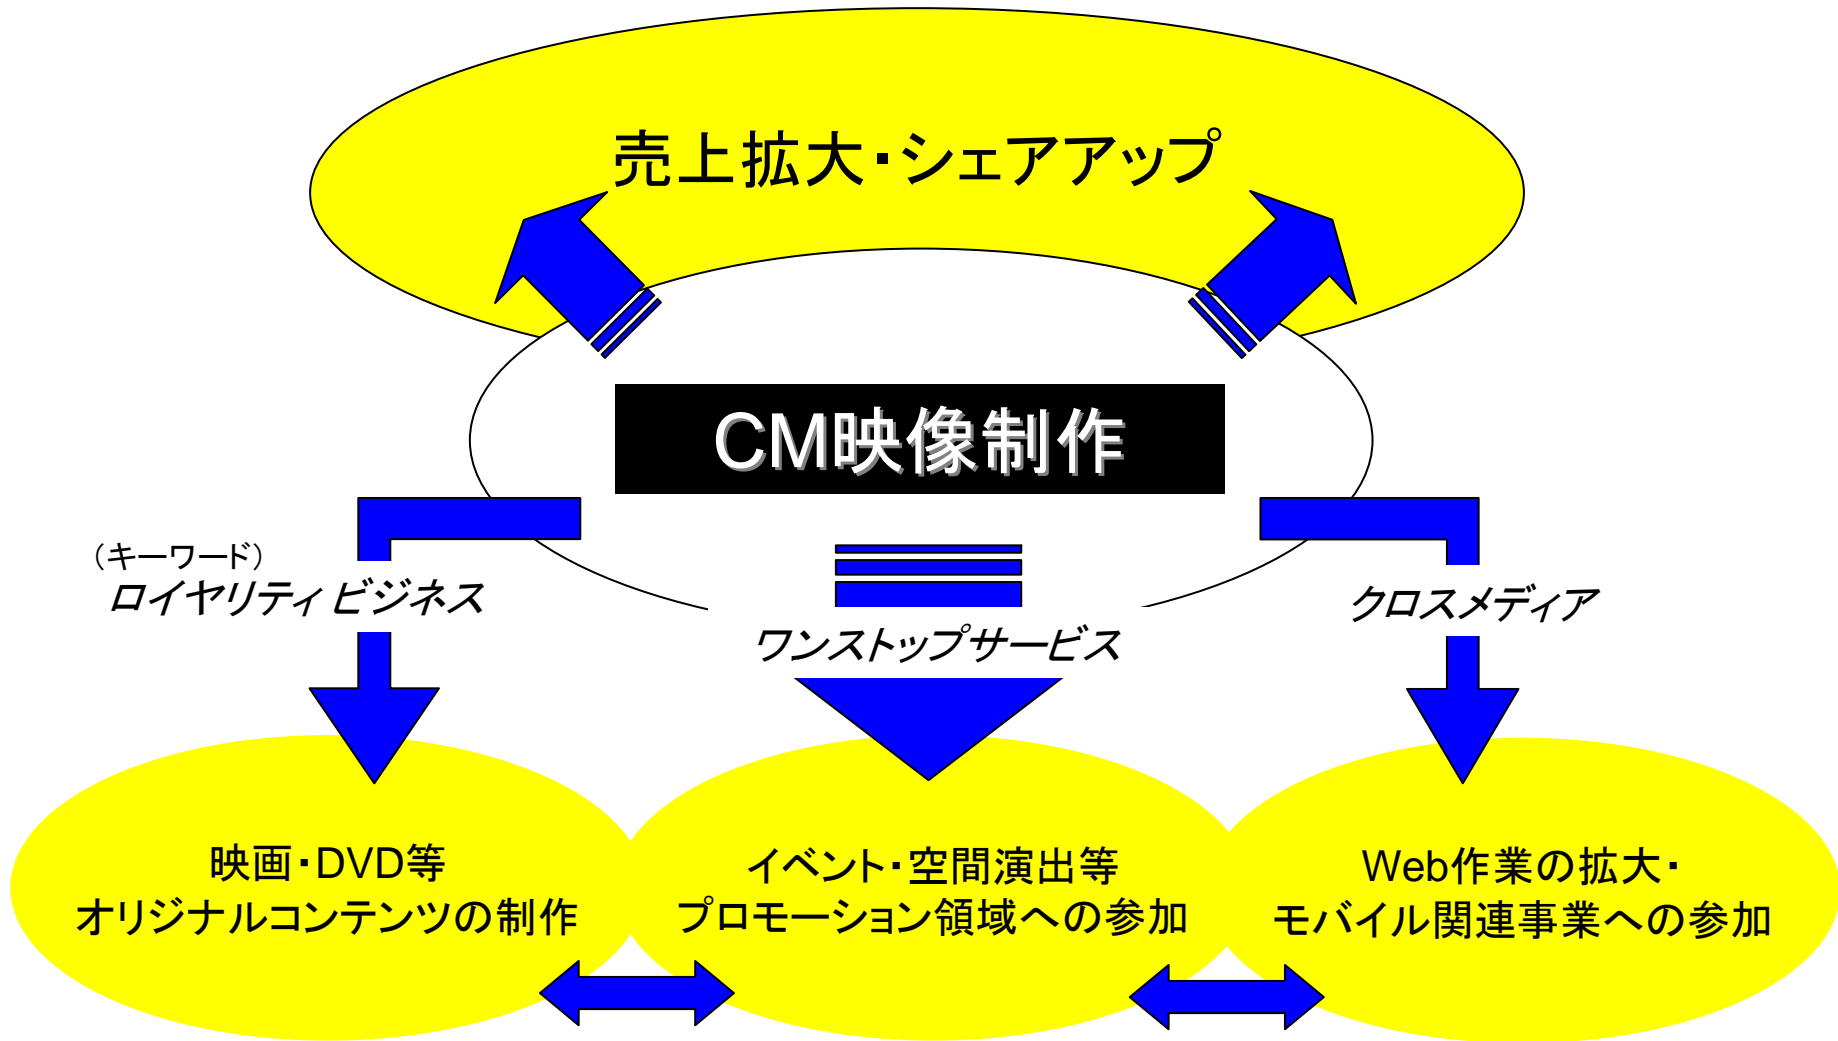 売上拡大・シェアアップ
CM映像制作
（キーワード）
ロイヤリティビジネス
ワンストップサービス
クロスメディア
映画・DVD等
オリジナルコンテンツの制作
イベント・空間演出等
プロモーション領域への参加
Web作業の拡大・
モバイル関連事業への参加